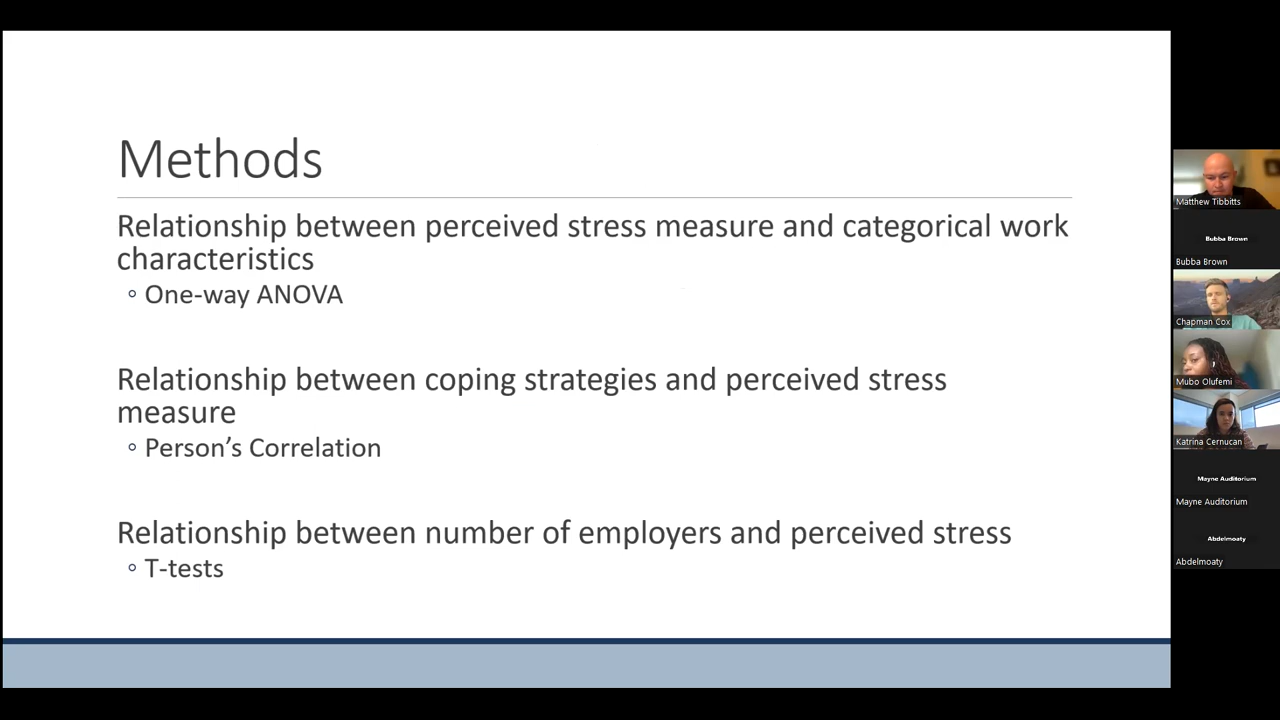 Methods
Relationship between perceived stress measure and categorical work
characteristics
◦ One-way ANOVA
Relationship between coping strategies and perceived stress
measure
◦ Person’s Correlation
Relationship between number of employers and perceived stress
◦ T-tests
Matthew Tibbitts
Bubba Brown
Bubba Brown
Chapman Cox
Mubo Olufemi
Katrina Cernucan
Mayne Auditorium
Mayne Auditorium
Abdelmoaty
Abdelmoaty